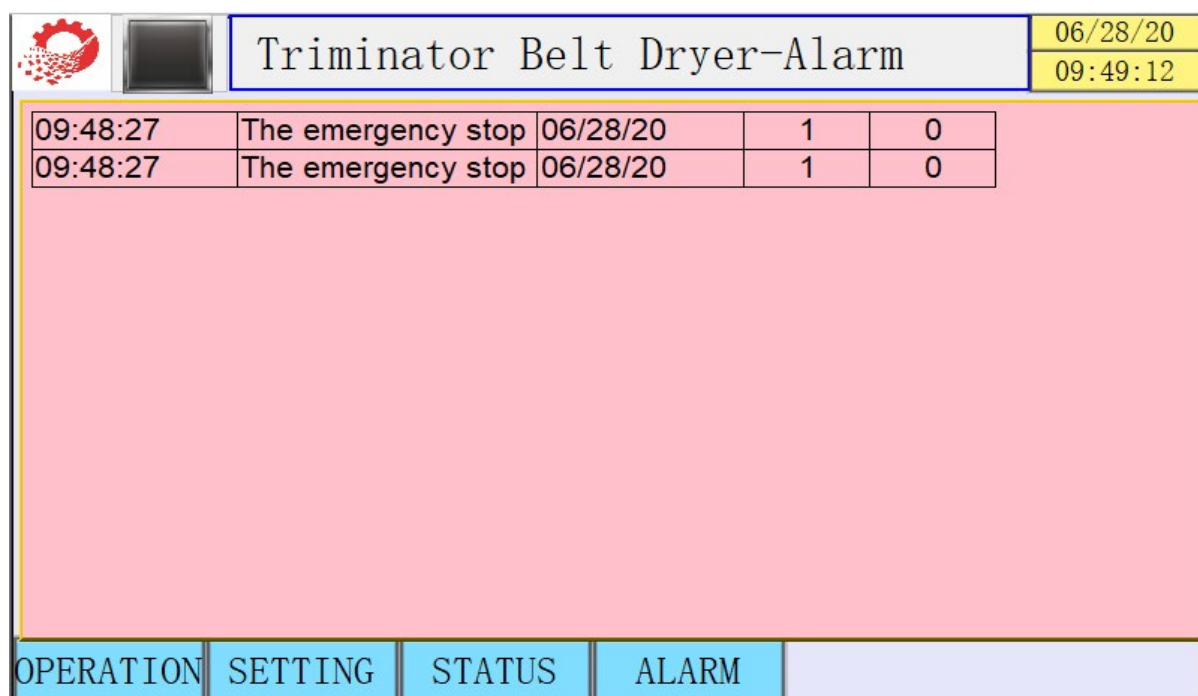 Triminator Belt Dryer-Alarm
06/28/20
09:49:12
09:48:27 The emergency stop 06/28/20 1 0
09:48:27 The emergency stop 06/28/20 1 0
OPERATION SETTING STATUS ALARM